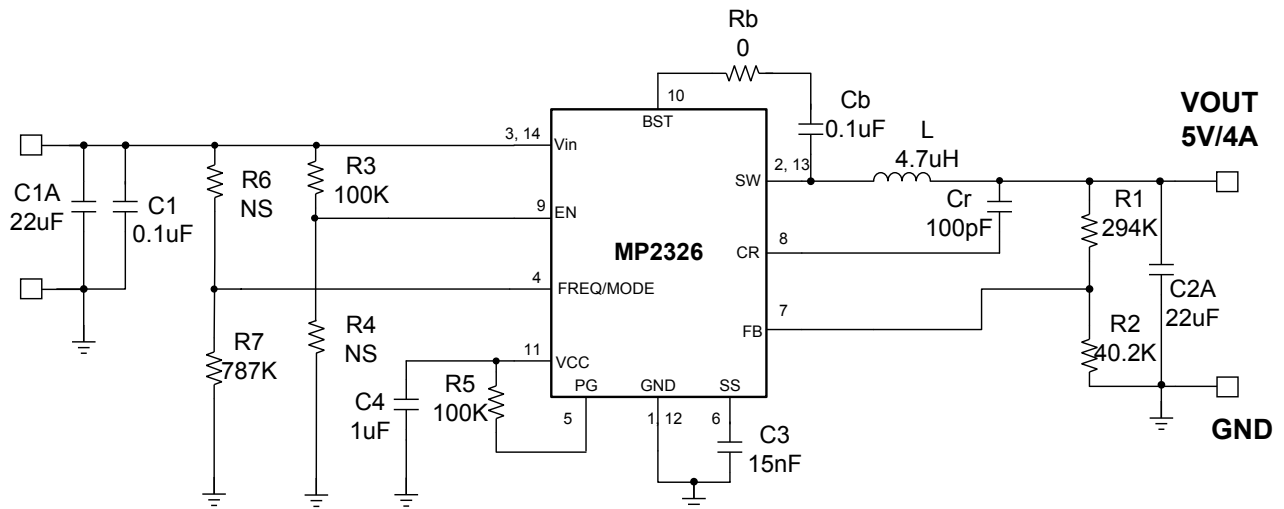 Rb
0
10
BST
Cb
0.1uF
VOUT
5V/4A
3, 14
Vin
L
4.7uH
2, 13
SW
R6
NS
R3
100K
C1A
22uF
C1
0.1uF
9
EN
Cr
100pF
R1
294K
MP2326
8
CR
4
FREQ/MODE
C2A
22uF
7
FB
R7
787K
R4
NS
R2
40.2K
11
VCC
R5
100K
PG
GND
SS
C4
1uF
5
1, 12
6
C3
15nF
GND